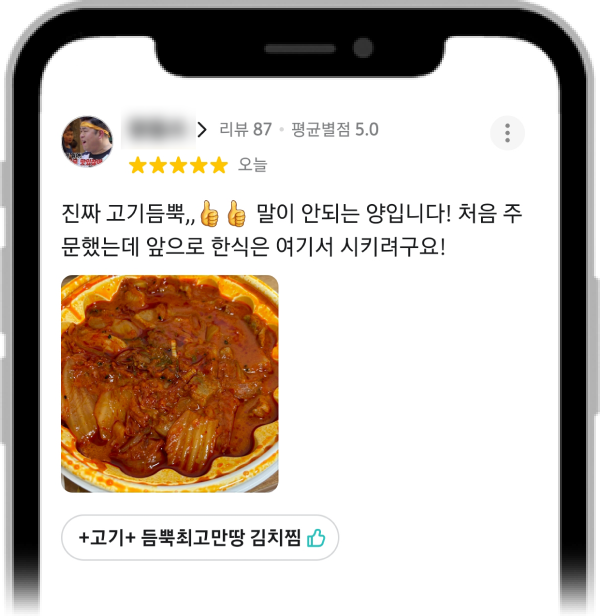 리뷰 87 • 평균별점 5.0
오늘
진짜 고기듬뿍,,👍👍 말이 안되는 양입니다! 처음 주
문했는데 앞으로 한식은 여기서 시키려구요!
+고기+ 듬뿍최고만땅 김치찜